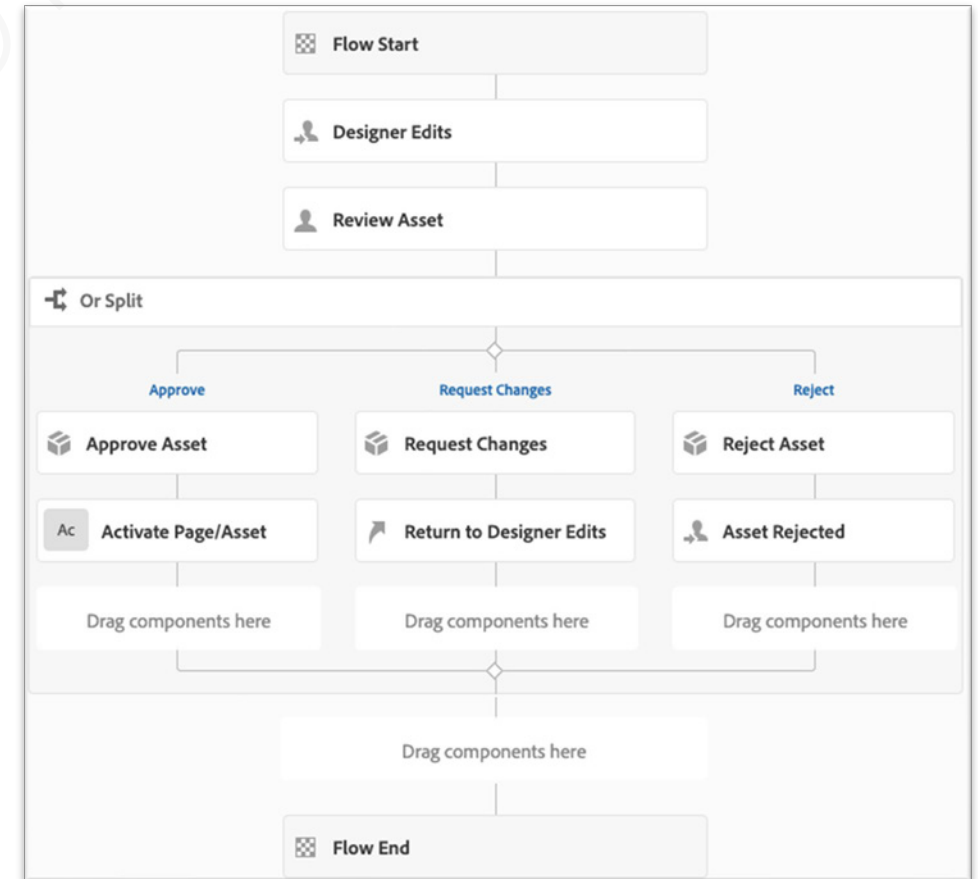 Flow Start
Designer Edits
Review Asset
Or Split
Approve
Request Changes
Reject
Approve Asset
Request Changes
Reject Asset
Ac
Activate Page/Asset
Return to Designer Edits
Asset Rejected
Drag components here
Drag components here
Drag components here
Drag components here
Flow End